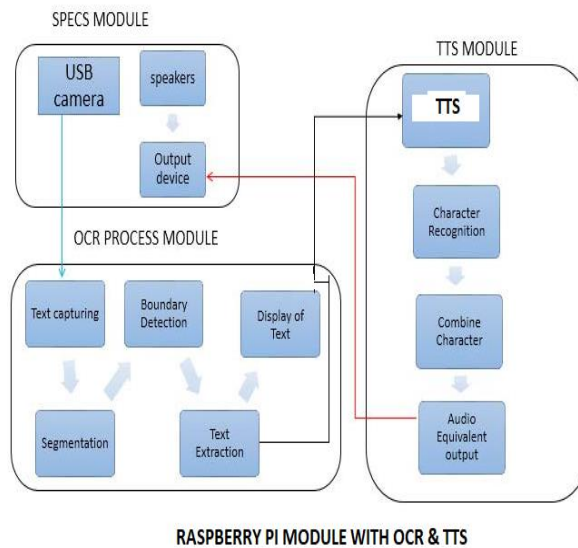 SPECS MODULE
USB
camera
speakers
Output
device
OCR PROCESS MODULE
Text capturing
Boundary
Detection
Display of
Text
Segmentation
Text
Extraction
TTS MODULE
TTS
Character
Recognition
Combine
Character
Audio
Equivalent
output
RASPBERRY PI MODULE WITH OCR & TTS